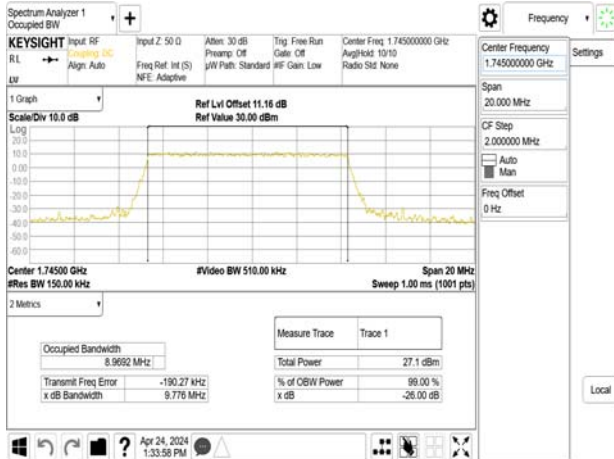 Spectrum Analyzer 1
Occupied BW
+
Frequency
KEYSIGHT
RL
LM
Input: RF
Coupling: DC
Align: Auto
Input Z: 50 Ω
Freq Ref: Int (S)
NFE: Adaptive
Atten: 30 dB
Preamp: Off
µW Path: Standard
Trig: Free Run
Gate: Off
#IF Gain: Low
Center Freq: 1.745000000 GHz
Avg|Hold: 10/10
Radio Std: None
Center Frequency
1.745000000 GHz
Settings
Span
20.000 MHz
CF Step
2.000000 MHz
Auto
Man
Freq Offset
0 Hz
Local
1 Graph
Scale/Div 10.0 dB
Ref Lvl Offset 11.16 dB
Ref Value 30.00 dBm
Log
20.0
10.0
0.00
-10.0
-20.0
-30.0
-40.0
-50.0
-60.0
Center 1.74500 GHz
#Res BW 150.00 kHz
#Video BW 510.00 kHz
Span 20 MHz
Sweep 1.00 ms (1001 pts)
2 Metrics
Measure Trace Trace 1
Occupied Bandwidth
8.9692 MHz
Total Power 27.1 dBm
Transmit Freq Error -190.27 kHz
% of OBW Power 99.00 %
x dB Bandwidth 9.776 MHz
x dB -26.00 dB
?
Apr 24, 2024
1:33:58 PM